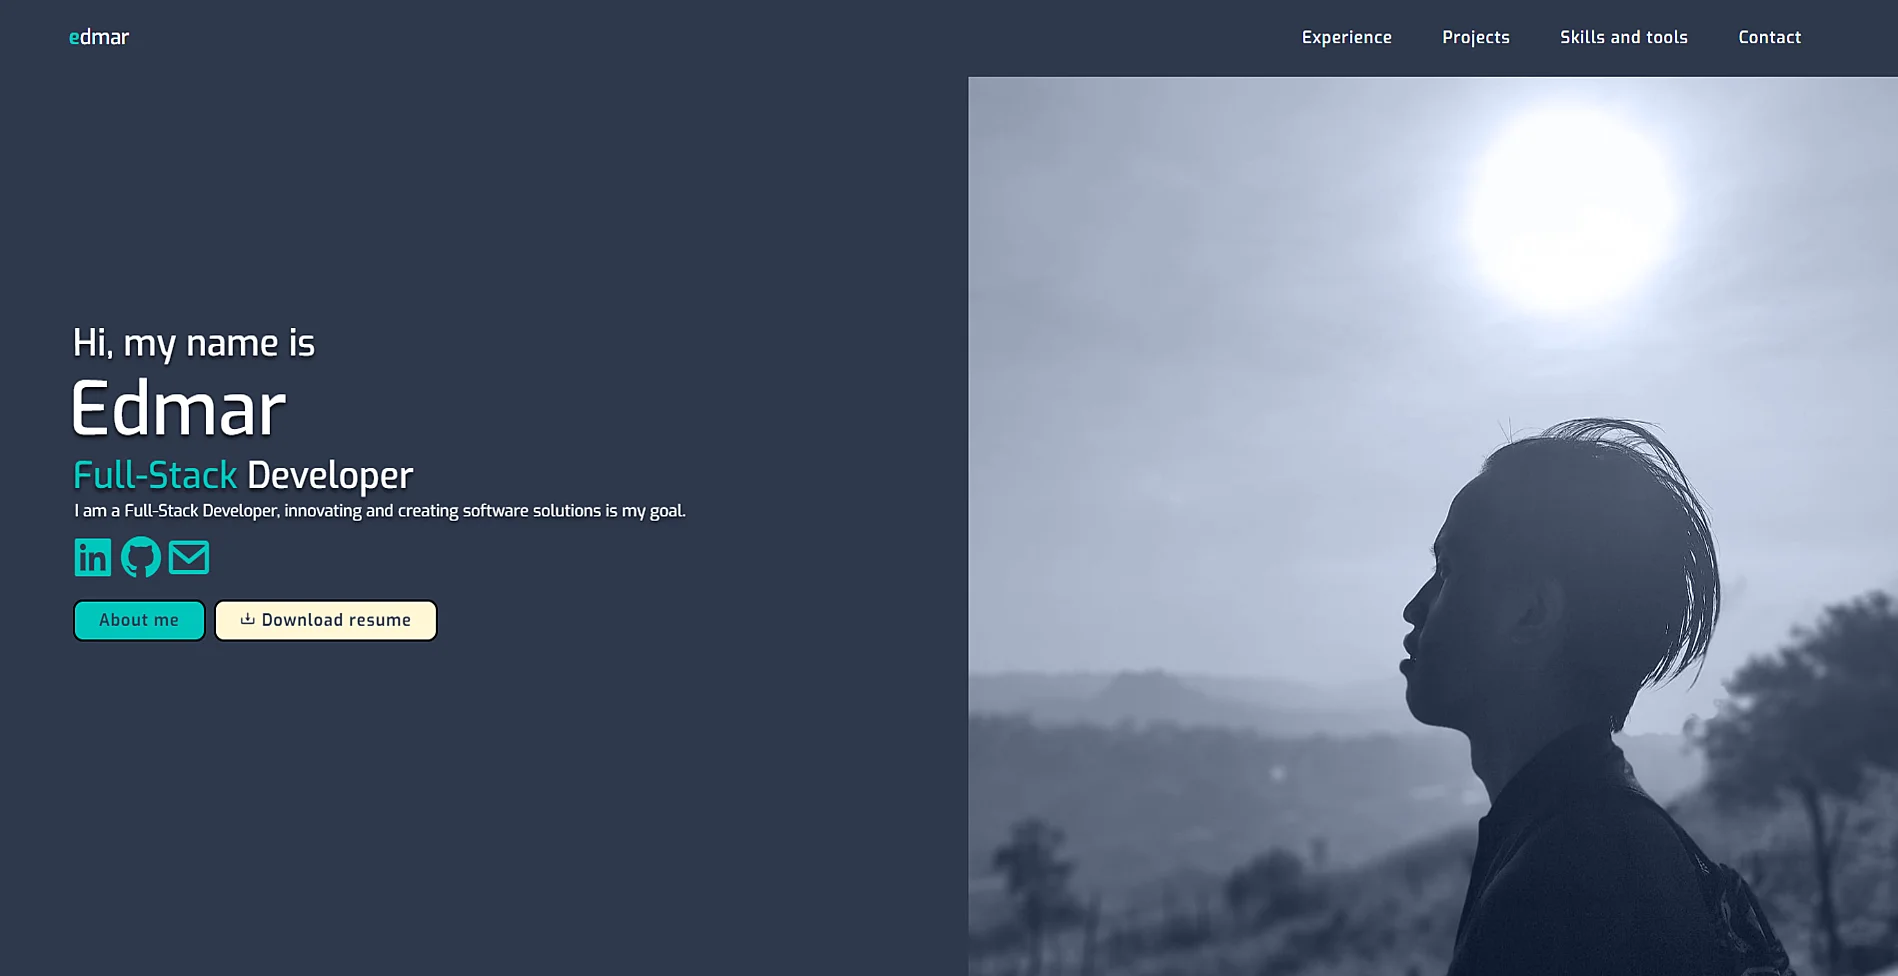 edmar
Experience Projects Skills and tools Contact
Hi, my name is
Edmar
Full-Stack Developer
I am a Full-Stack Developer, innovating and creating software solutions is my goal.
in
About me
Download resume